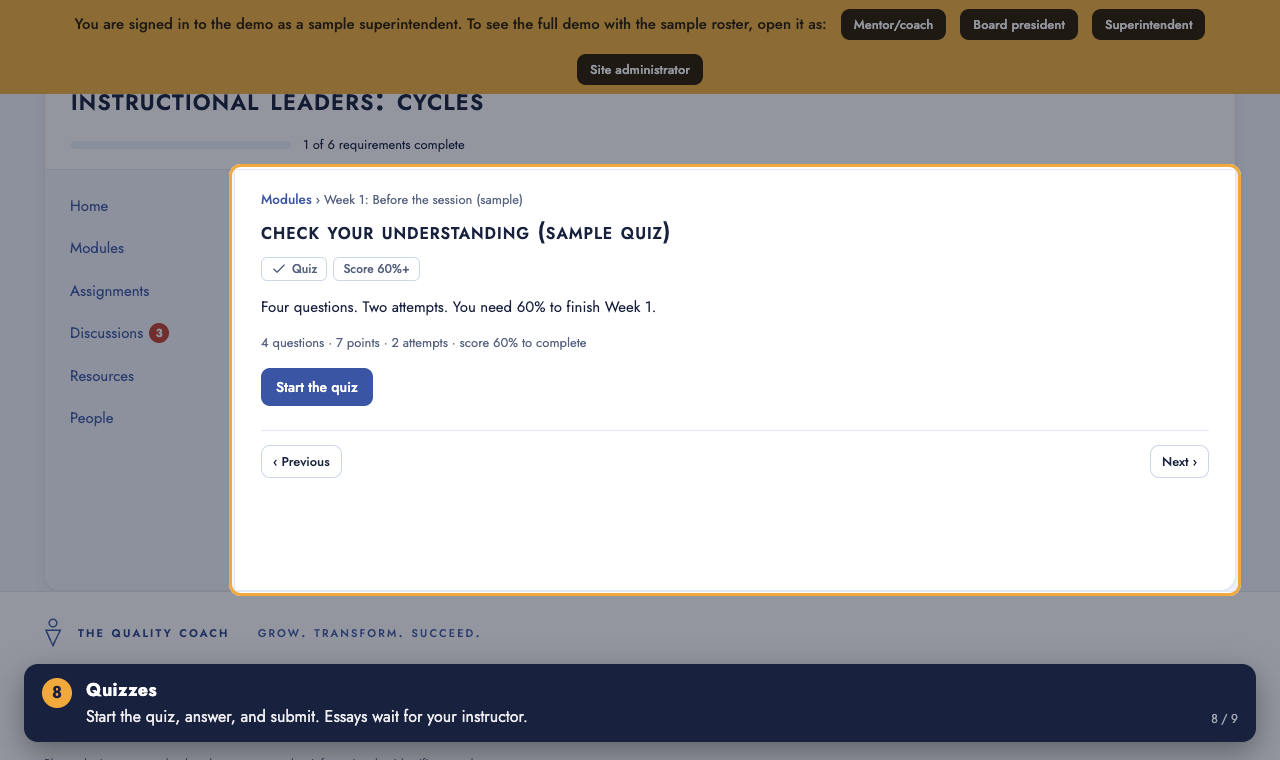 You are signed in to the demo as a sample superintendent. To see the full demo with the sample roster, open it as: Mentor/coach Board president Superintendent
Site administrator
INSTRUCTIONAL LEADERS: CYCLES
1 of 6 requirements complete
Home
Modules
Assignments
Discussions 3
Resources
People
Modules › Week 1: Before the session (sample)
CHECK YOUR UNDERSTANDING (SAMPLE QUIZ)
✓ Quiz Score 60%+
Four questions. Two attempts. You need 60% to finish Week 1.
4 questions · 7 points · 2 attempts · score 60% to complete
Start the quiz
‹ Previous Next ›
THE QUALITY COACH GROW. TRANSFORM. SUCCEED.
8 Quizzes
Start the quiz, answer, and submit. Essays wait for your instructor.
8 / 9